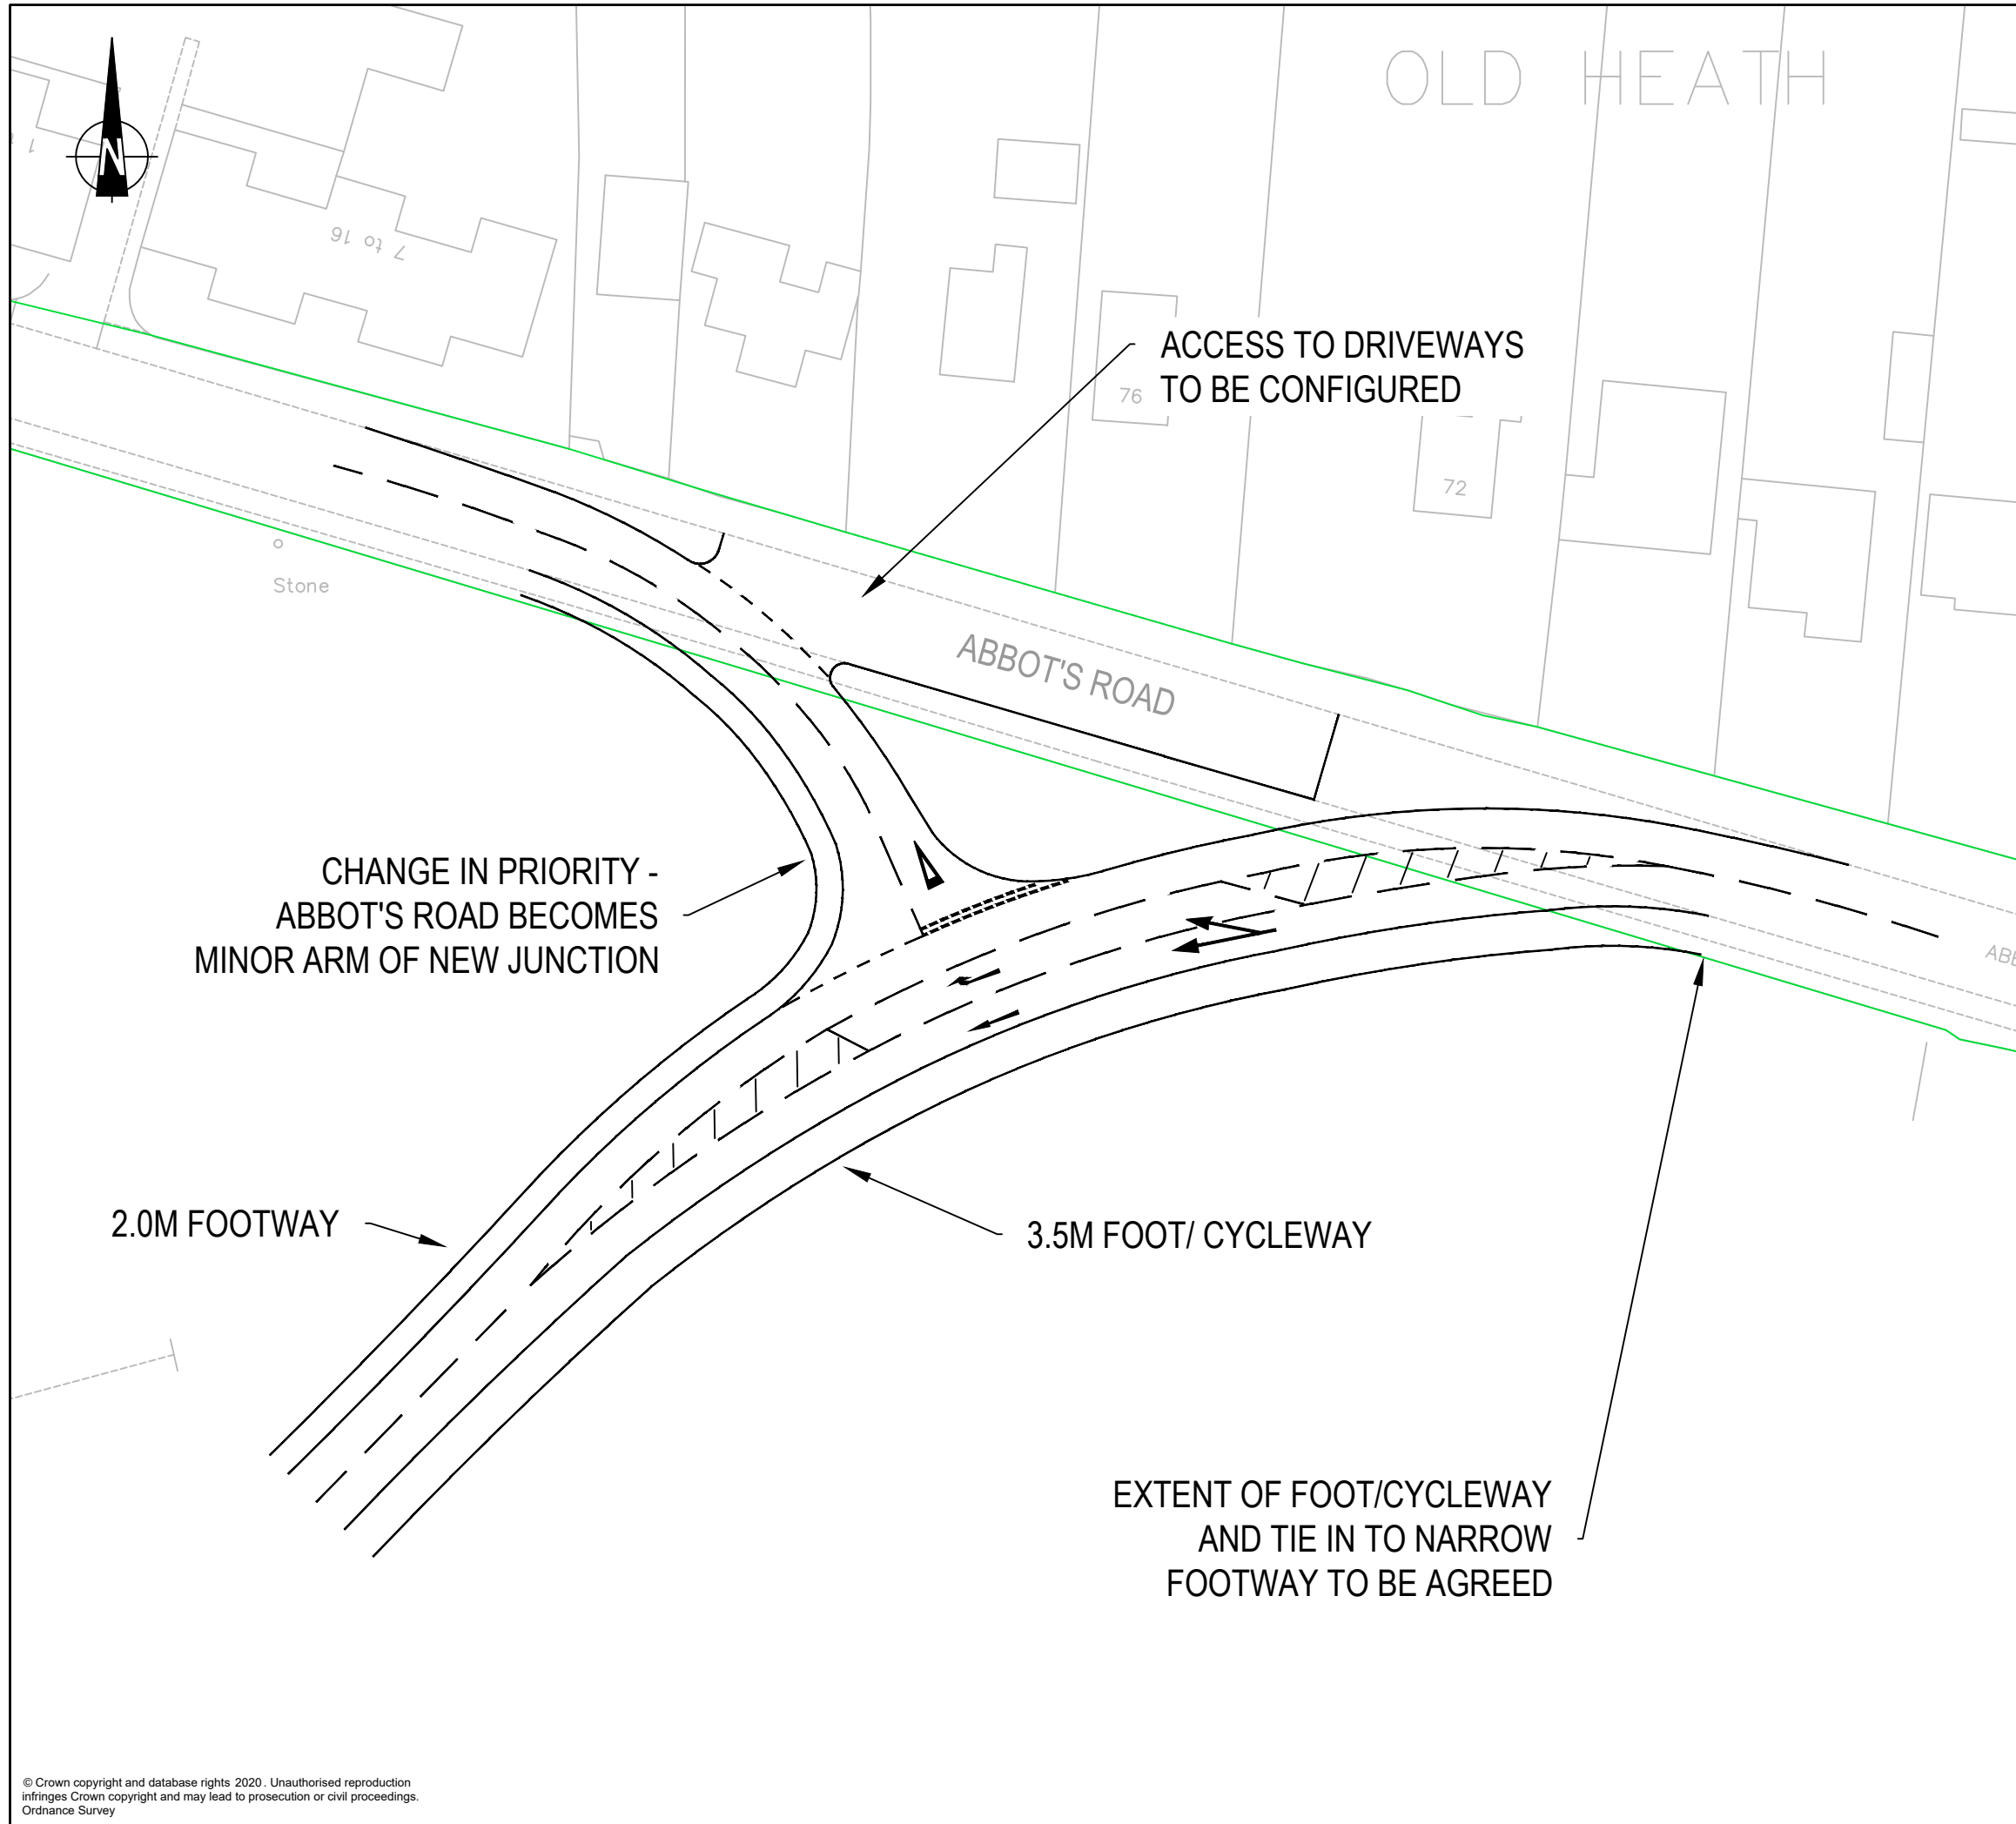 OLD HEATH
N
7 to 16
ACCESS TO DRIVEWAYS
TO BE CONFIGURED
76
72
Stone
ABBOT'S ROAD
CHANGE IN PRIORITY -
ABBOT'S ROAD BECOMES
MINOR ARM OF NEW JUNCTION
2.0M FOOTWAY
3.5M FOOT/ CYCLEWAY
EXTENT OF FOOT/CYCLEWAY
AND TIE IN TO NARROW
FOOTWAY TO BE AGREED
© Crown copyright and database rights 2020. Unauthorised reproduction
infringes Crown copyright and may lead to prosecution or civil proceedings.
Ordnance Survey